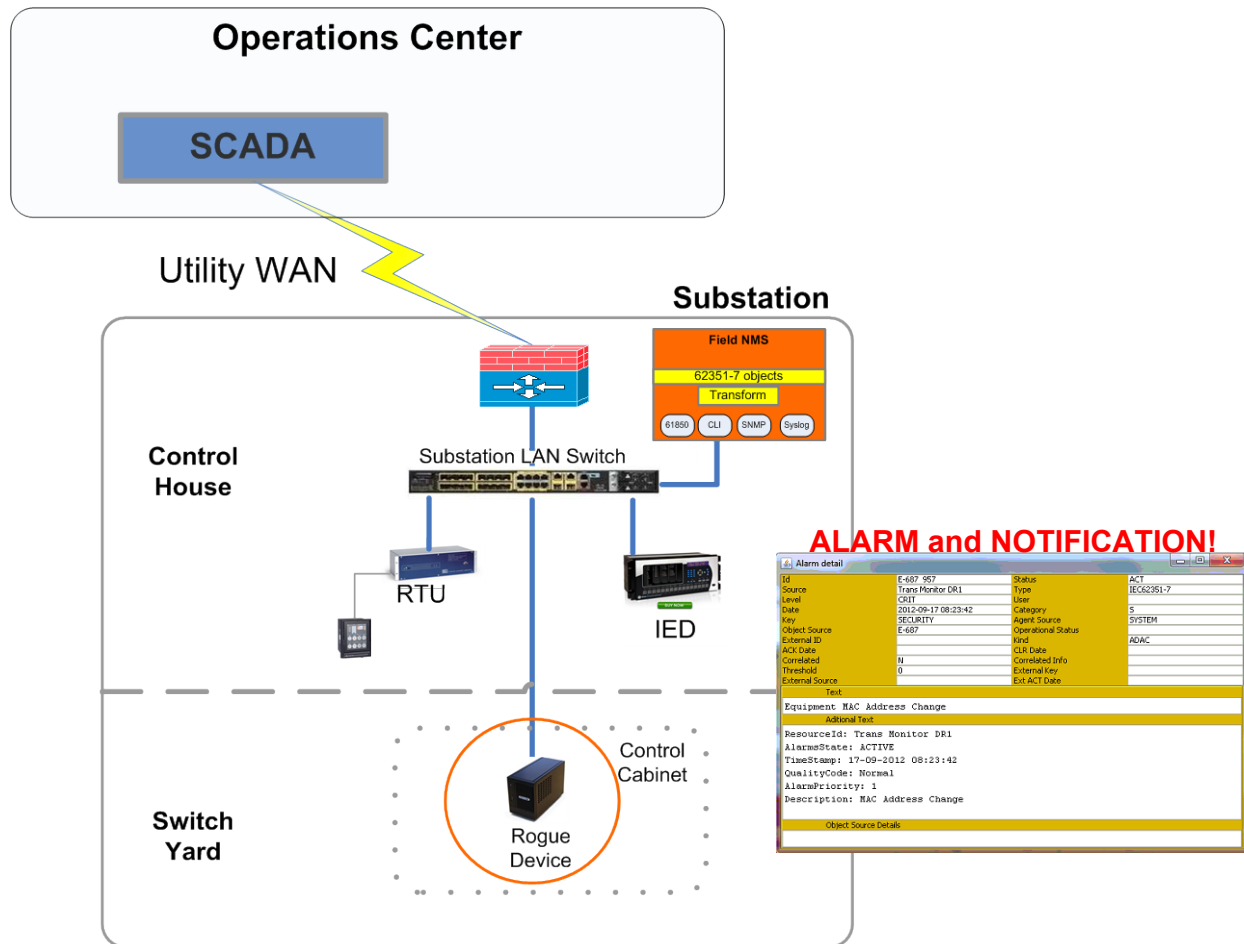 Operations Center
SCADA
Utility WAN
Substation
Field NMS
62351-7 objects
Transform
61850
CLI
SNMP
Syslog
Control
House
Substation LAN Switch
RTU
IED
ALARM and NOTIFICATION!
Alarm detail
Id E-687 957 Status ACT
Source Trans Monitor DR1 Type IEC62351-7
Level CRIT User
Date 2012-09-17 08:23:42 Category 5
Key SECURITY Agent Source SYSTEM
Object Source E-687 Operational Status
External ID Kind ADAC
ACK Date CLR Date
Correlated N Correlated Info
Threshold 0 External Key
External Source Ext ACT Date
Text
Equipment MAC Address Change
Aditional Text
ResourceId: Trans Monitor DR1
AlarmsState: ACTIVE
TimeStamp: 17-09-2012 08:23:42
QualityCode: Normal
AlarmPriority: 1
Description: MAC Address Change
Object Source Details
Control
Cabinet
Switch
Yard
Rogue
Device